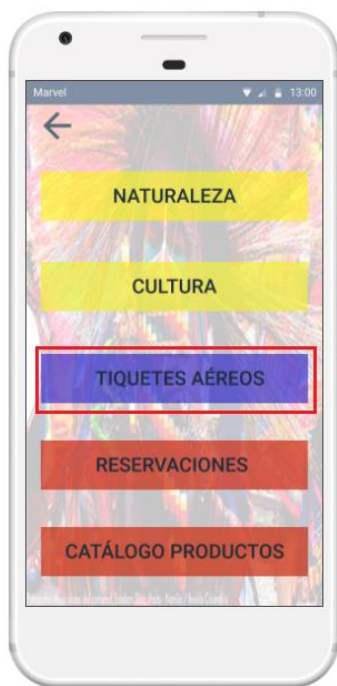 Marvel 13:00
NATURALEZA
CULTURA
TIQUETES AÉREOS
RESERVACIONES
CATÁLOGO PRODUCTOS